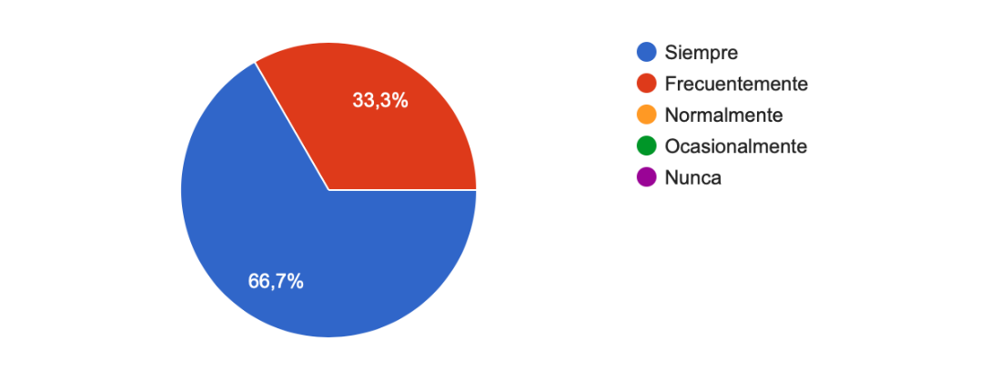 33,3%
66,7%
Siempre
Frecuentemente
Normalmente
Ocasionalmente
Nunca